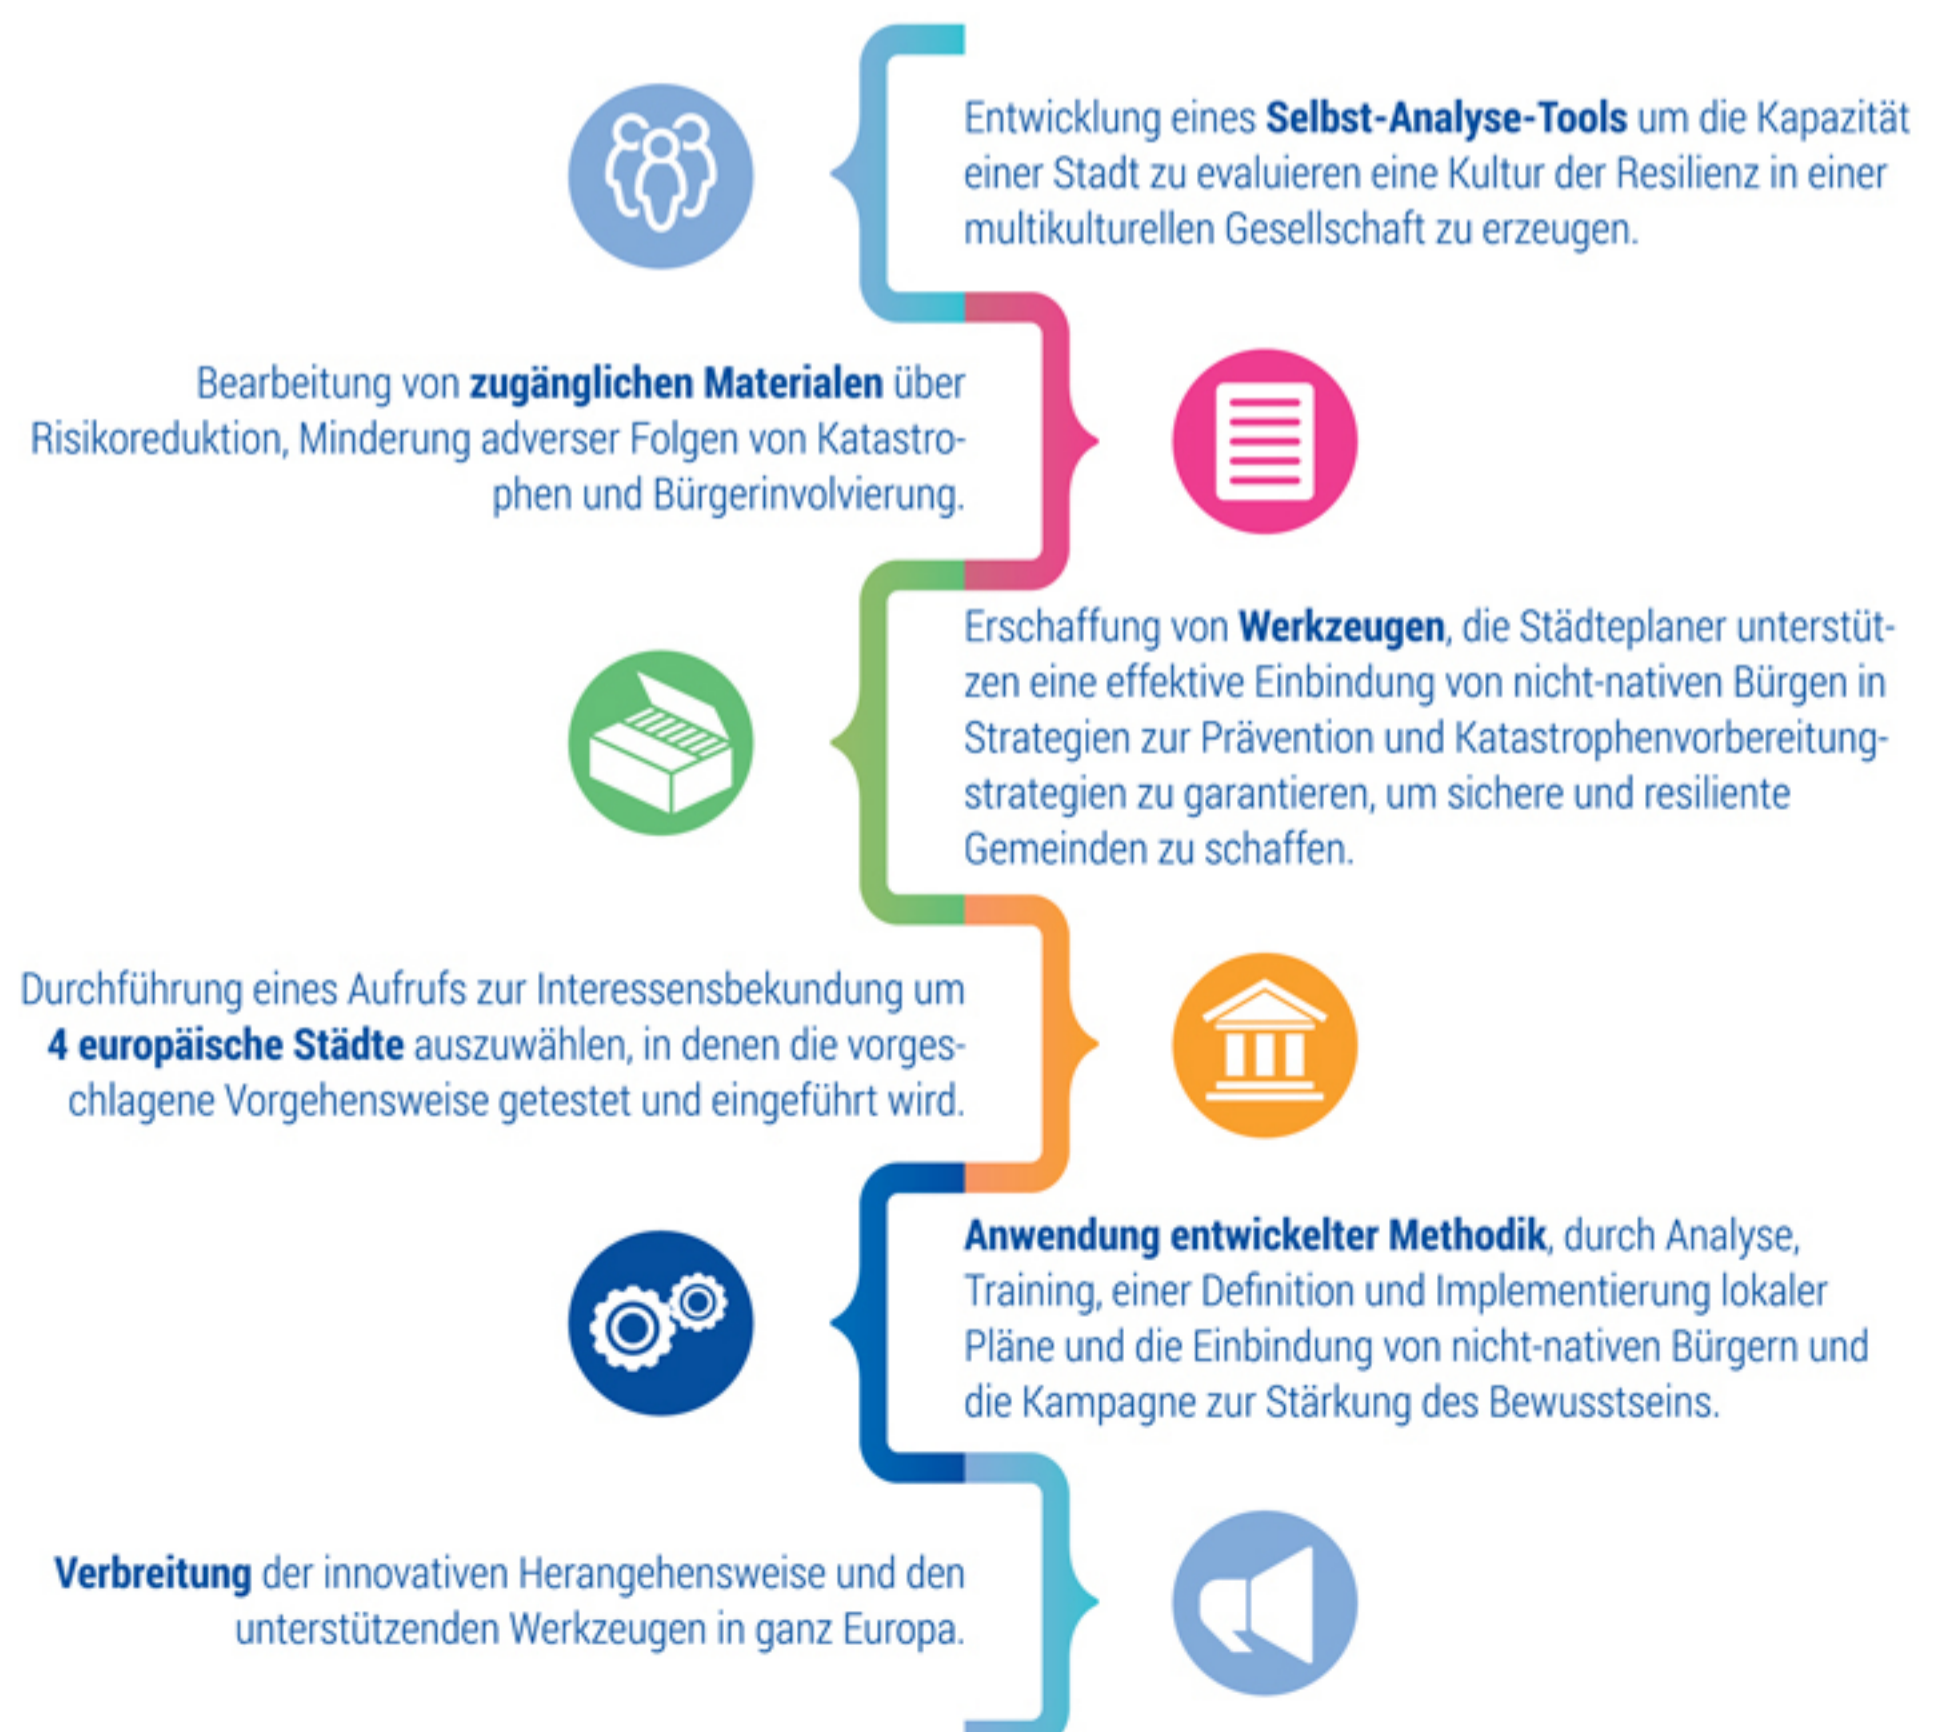 Entwicklung eines Selbst-Analyse-Tools um die Kapazität
einer Stadt zu evaluieren eine Kultur der Resilienz in einer
multikulturellen Gesellschaft zu erzeugen.
Bearbeitung von zugänglichen Materialen über
Risikoreduktion, Minderung adverser Folgen von Katastro-
phen und Bürgerinvolvierung.
Erschaffung von Werkzeugen, die Städteplaner unterstüt-
zen eine effektive Einbindung von nicht-nativen Bürgen in
Strategien zur Prävention und Katastrophenvorbereitung-
strategien zu garantieren, um sichere und resiliente
Gemeinden zu schaffen.
Durchführung eines Aufrufs zur Interessensbekundung um
4 europäische Städte auszuwählen, in denen die vorges-
chlagene Vorgehensweise getestet und eingeführt wird.
Anwendung entwickelter Methodik, durch Analyse,
Training, einer Definition und Implementierung lokaler
Pläne und die Einbindung von nicht-nativen Bürgern und
die Kampagne zur Stärkung des Bewusstseins.
Verbreitung der innovativen Herangehensweise und den
unterstützenden Werkzeugen in ganz Europa.